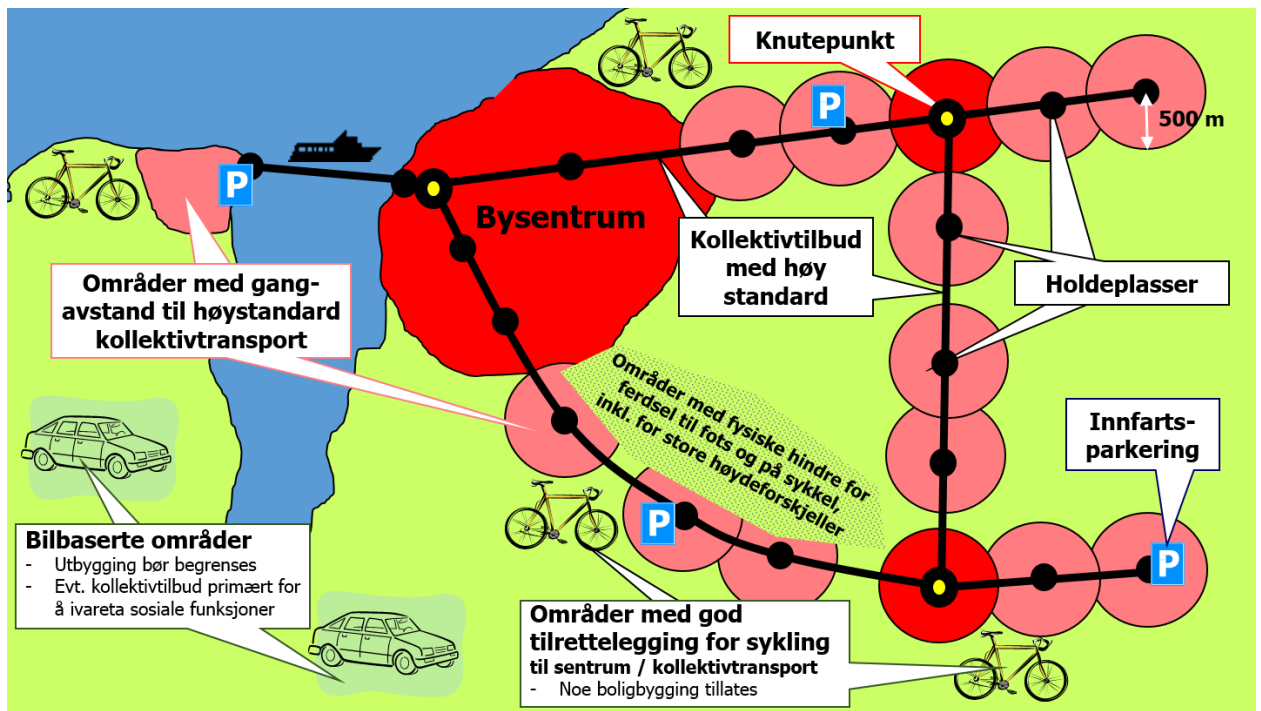 Knutepunkt
P
500 m
P
Bysentrum
Kollektivtilbud
med høy
standard
Områder med gang-
avstand til høystandard
kollektivtransport
Holdeplasser
Områder med fysiske hindre for
ferdsel til fots og på sykkel,
inkl. for store høydeforskjeller
Innfarts-
parkering
P
P
Bilbaserte områder
- Utbygging bør begrenses
- Evt. kollektivtilbud primært for
å ivareta sosiale funksjoner
Områder med god
tilrettelegging for sykling
til sentrum / kollektivtransport
- Noe boligbygging tillates